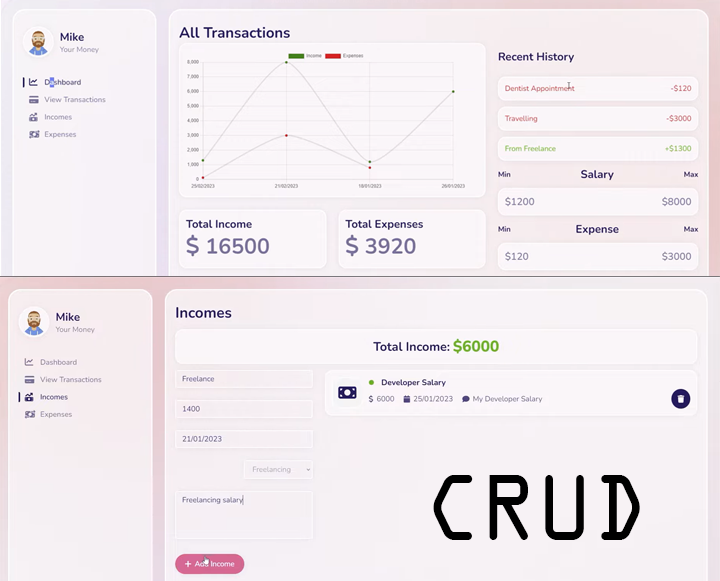 Mike
Your Money
Dashboard
View Transactions
Incomes
Expenses
All Transactions
Income Expenses
8,000
7,000
6,000
5,000
4,000
3,000
2,000
1,000
0
25/02/2023 21/02/2023 18/01/2023 26/01/2023
Total Income
$ 16500
Total Expenses
$ 3920
Recent History
Dentist Appointment -$120
Travelling -$3000
From Freelance +$1300
Min Salary Max
$1200 $8000
Min Expense Max
$120 $3000
Mike
Your Money
Dashboard
View Transactions
Incomes
Expenses
Incomes
Total Income: $6000
Freelance
1400
21/01/2023
Freelancing
Freelancing salary
+ Add Income
Developer Salary
$ 6000 25/01/2023 My Developer Salary
CRUD